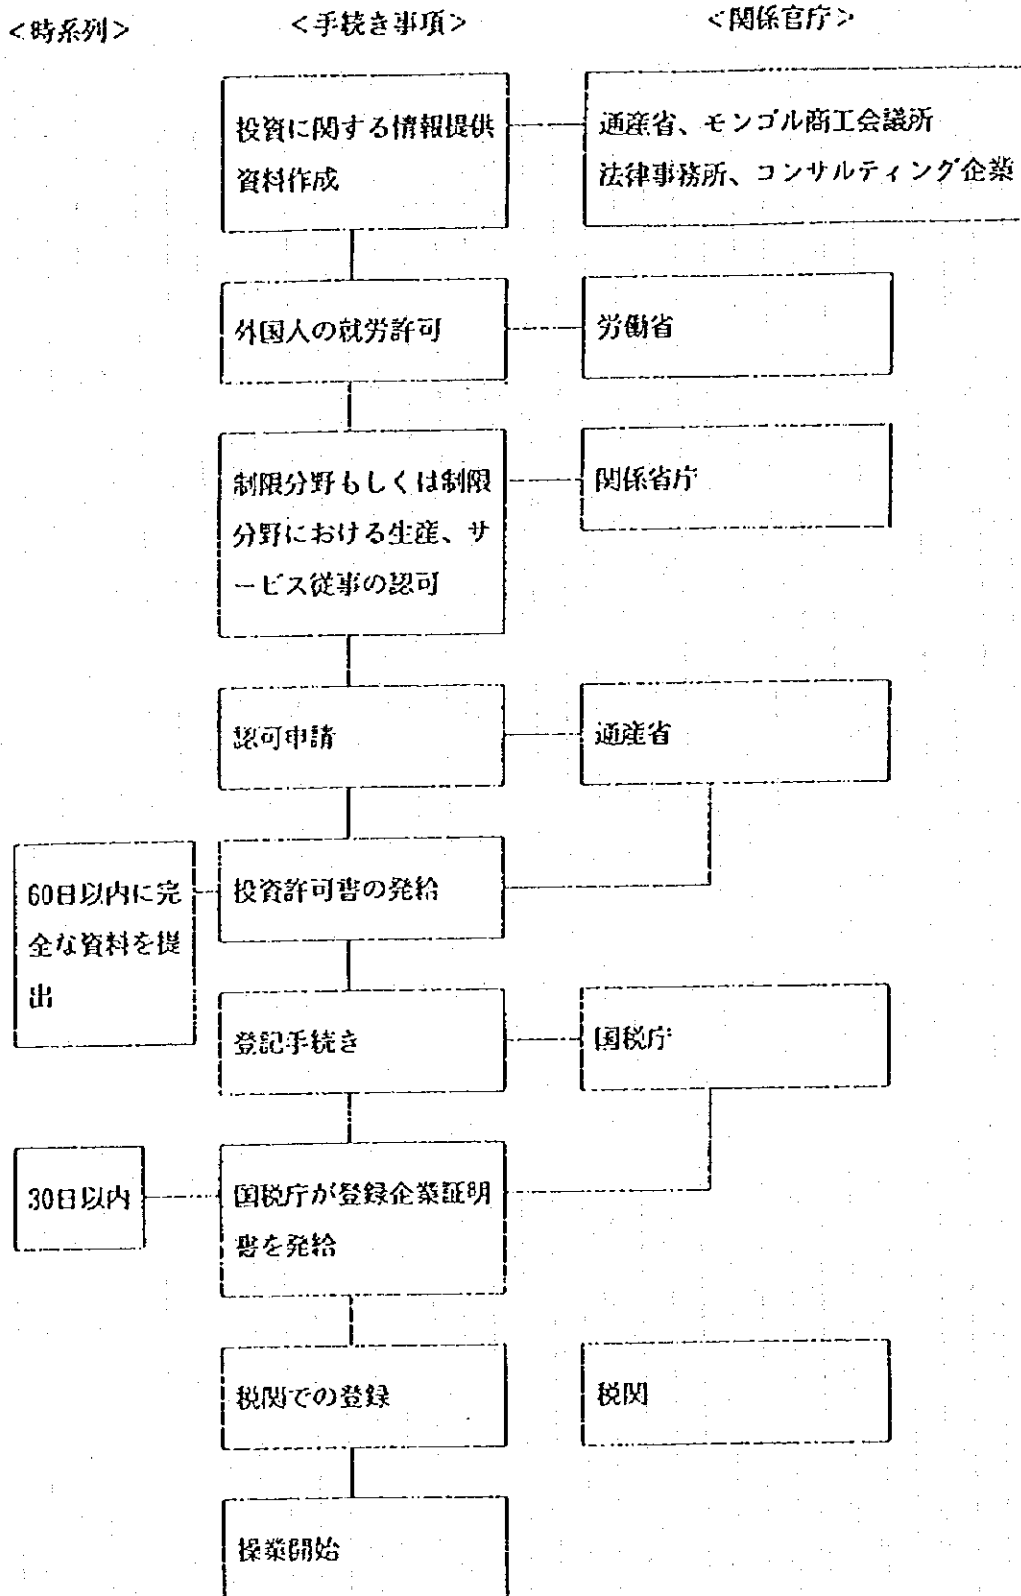 ＜時系列＞
＜手続き事項＞
＜関係官庁＞
投資に関する情報提供
資料作成
通産省、モンゴル商工会議所
法律事務所、コンサルティング企業
外国人の就労許可
労働省
制限分野もしくは制限
分野における生産、サ
ービス従事の認可
関係省庁
認可申請
通産省
60日以内に完
全な資料を提
出
投資許可書の発給
登記手続き
国税庁
30日以内
国税庁が登録企業証明
書を発給
税関での登録
税関
操業開始